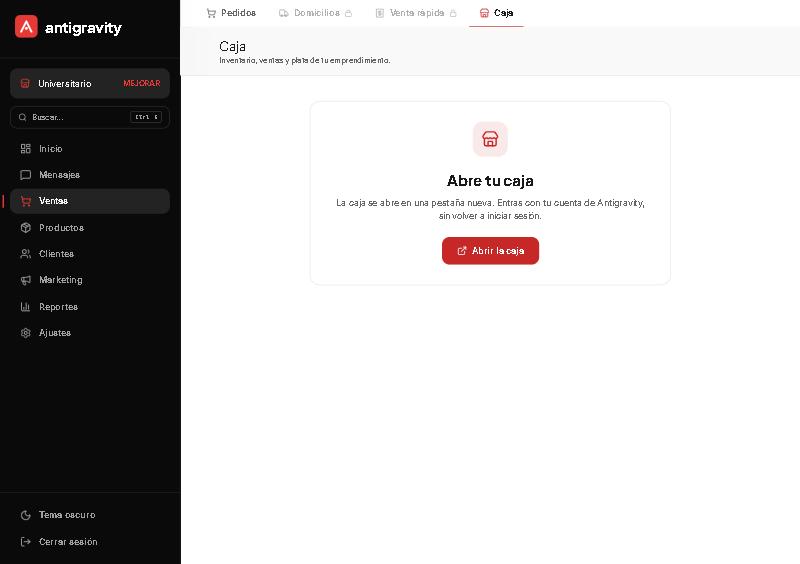 antigravity
Universitario MEJORAR
Buscar... Ctrl K
Inicio
Mensajes
Ventas
Productos
Clientes
Marketing
Reportes
Ajustes
Tema oscuro
Cerrar sesión
Pedidos Domicilios Venta rápida Caja
Caja
Inventario, ventas y plata de tu emprendimiento.
Abre tu caja
La caja se abre en una pestaña nueva. Entras con tu cuenta de Antigravity,
sin volver a iniciar sesión.
Abrir la caja